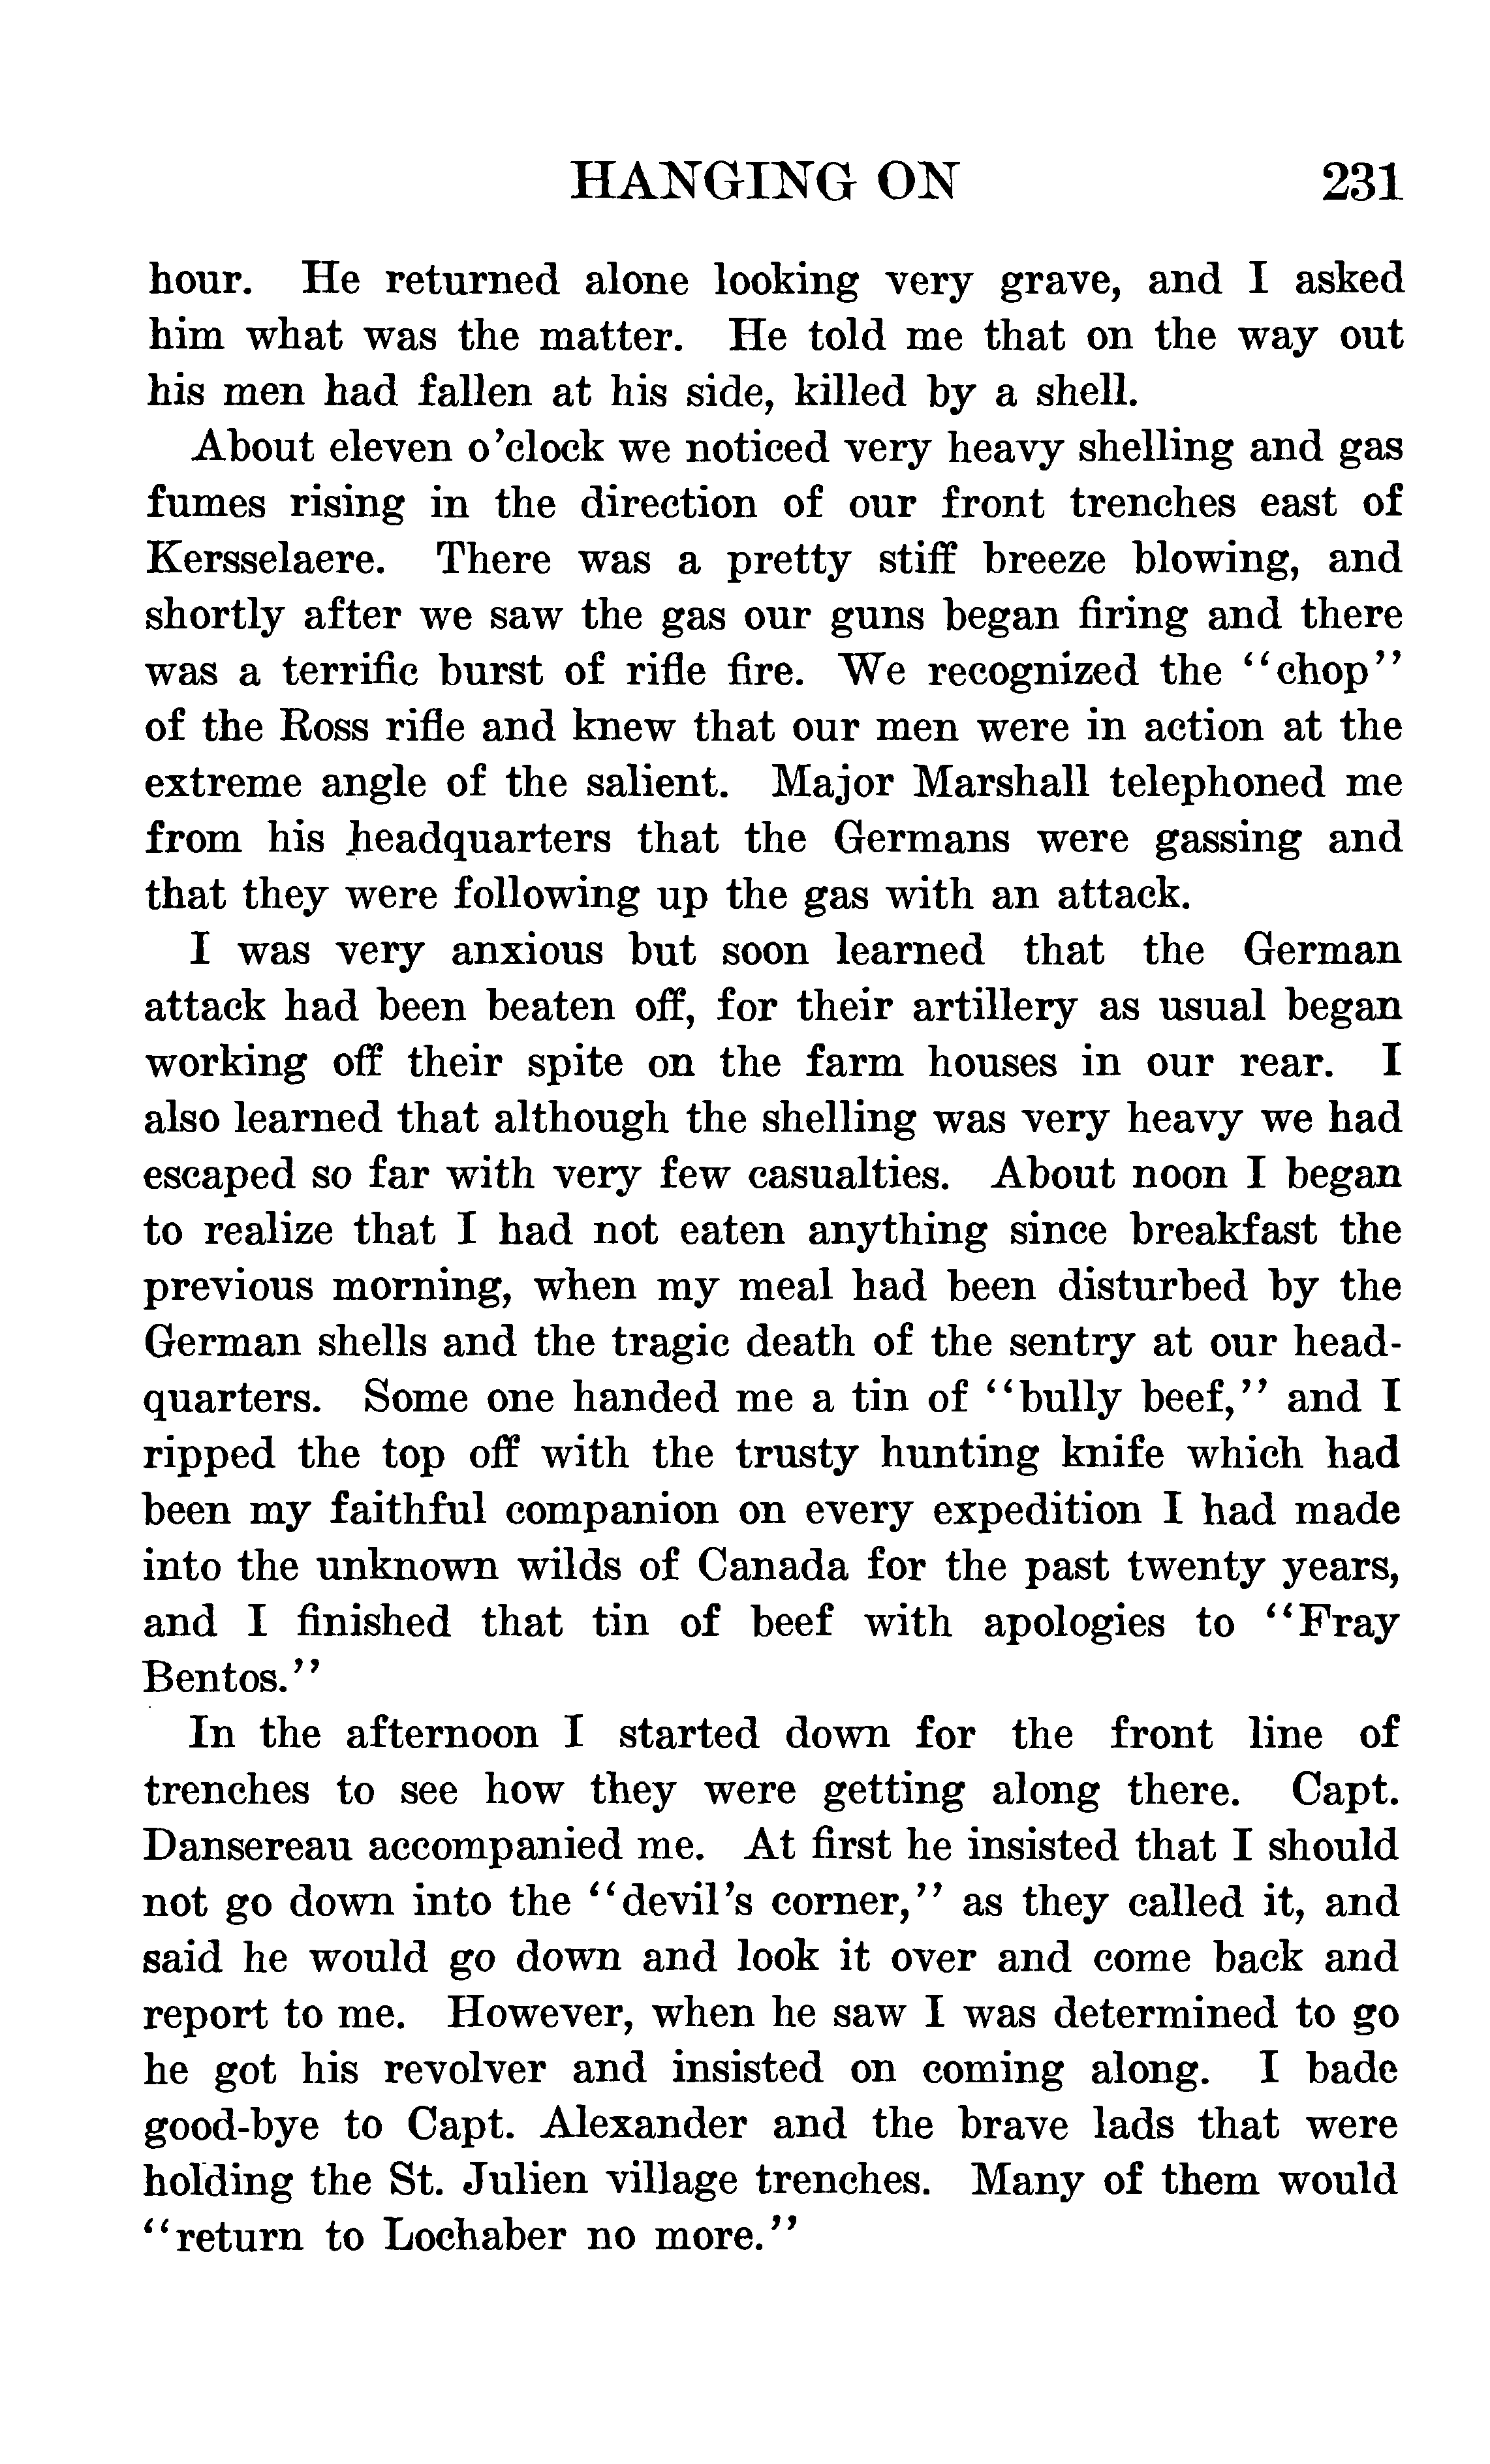 HANGING ON 231
hour. He returned alone looking very grave, and I asked
him what was the matter. He told me that on the way out
his men had fallen at his side, killed by a shell.
About eleven o'clock we noticed very heavy shelling and gas
fumes rising in the direction of our front trenches east of
Kersselaere. There was a pretty stiff breeze blowing, and
shortly after we saw the gas our guns began firing and there
was a terrific burst of rifle fire. We recognized the "chop"
of the Ross rifle and knew that our men were in action at the
extreme angle of the salient. Major Marshall telephoned me
from his headquarters that the Germans were gassing and
that they were following up the gas with an attack.
I was very anxious but soon learned that the German
attack had been beaten off, for their artillery as usual began
working off their spite on the farm houses in our rear. I
also learned that although the shelling was very heavy we had
escaped so far with very few casualties. About noon I began
to realize that I had not eaten anything since breakfast the
previous morning, when my meal had been disturbed by the
German shells and the tragic death of the sentry at our head-
quarters. Some one handed me a tin of "bully beef," and I
ripped the top off with the trusty hunting knife which had
been my faithful companion on every expedition I had made
into the unknown wilds of Canada for the past twenty years,
and I finished that tin of beef with apologies to "Fray
Bentos."
In the afternoon I started down for the front line of
trenches to see how they were getting along there. Capt.
Dansereau accompanied me. At first he insisted that I should
not go down into the "devil's corner," as they called it, and
said he would go down and look it over and come back and
report to me. However, when he saw I was determined to go
he got his revolver and insisted on coming along. I bade
good-bye to Capt. Alexander and the brave lads that were
holding the St. Julien village trenches. Many of them would
"return to Lochaber no more."